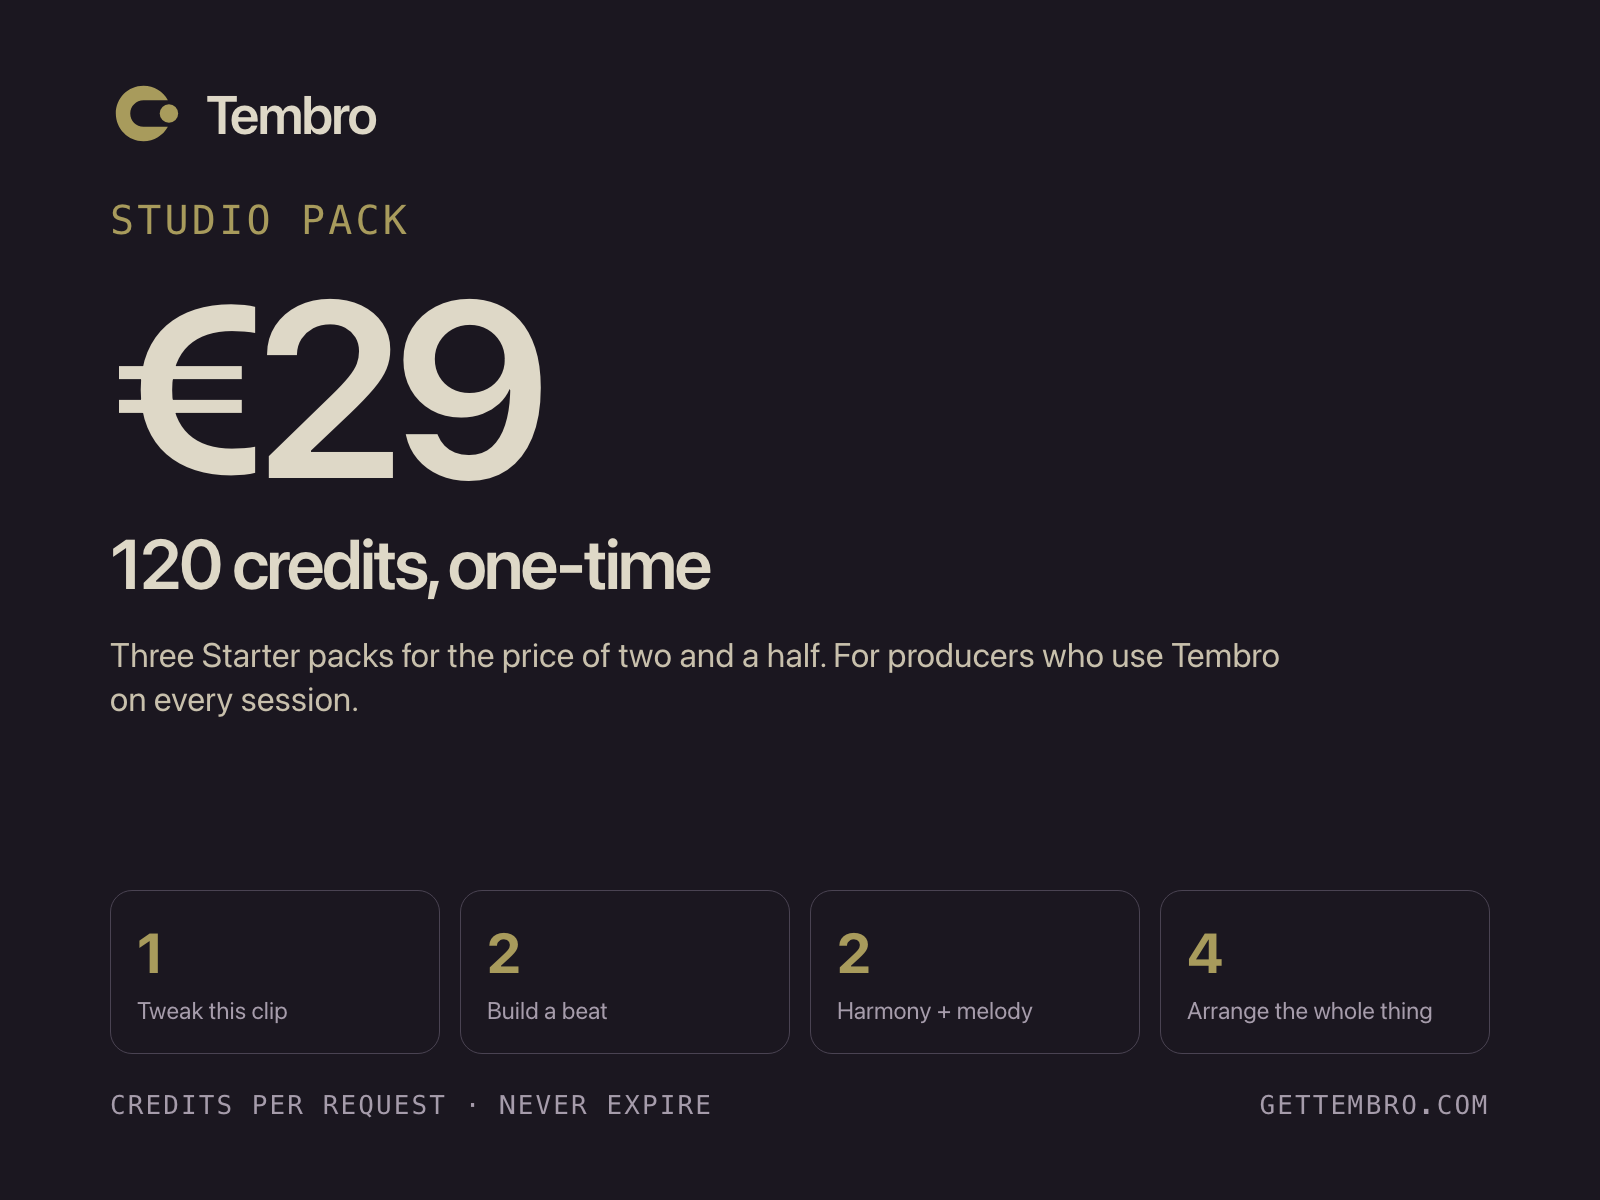 Tembro
STUDIO PACK
€29
120 credits, one-time
Three Starter packs for the price of two and a half. For producers who use Tembro
on every session.
1
Tweak this clip
2
Build a beat
2
Harmony + melody
4
Arrange the whole thing
CREDITS PER REQUEST · NEVER EXPIRE
GETTEMBRO.COM